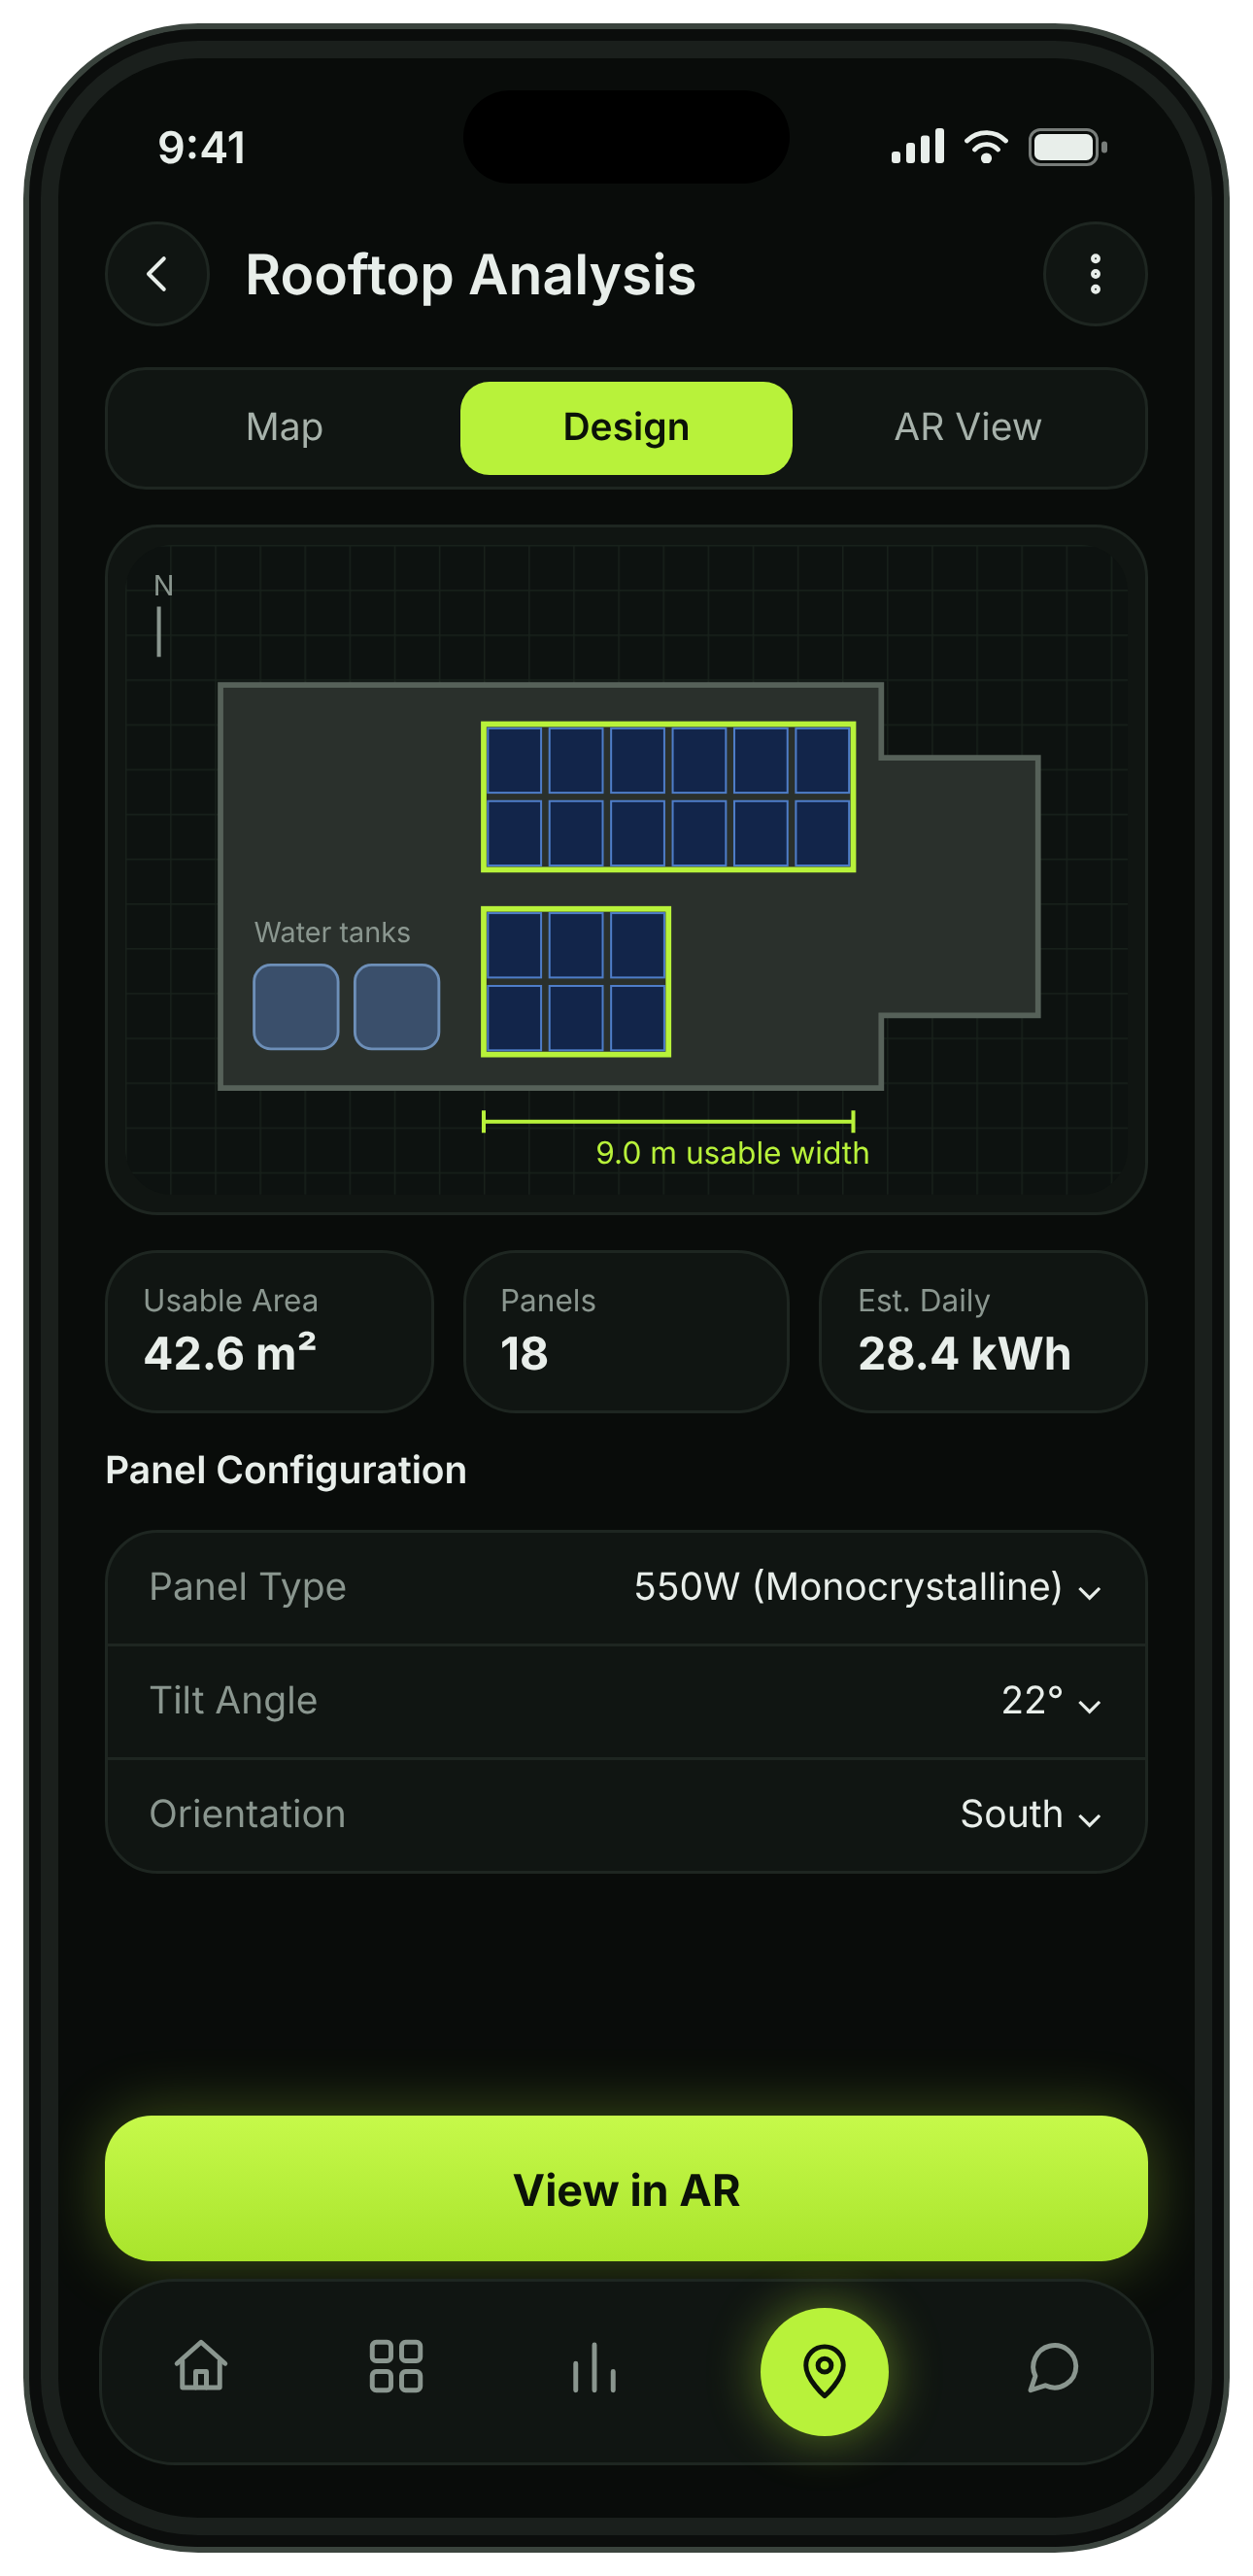 9:41
Rooftop Analysis
Map Design AR View
N
Water tanks
9.0 m usable width
Usable Area Panels Est. Daily
42.6 m² 18 28.4 kWh
Panel Configuration
Panel Type 550W (Monocrystalline)
Tilt Angle 22°
Orientation South
View in AR